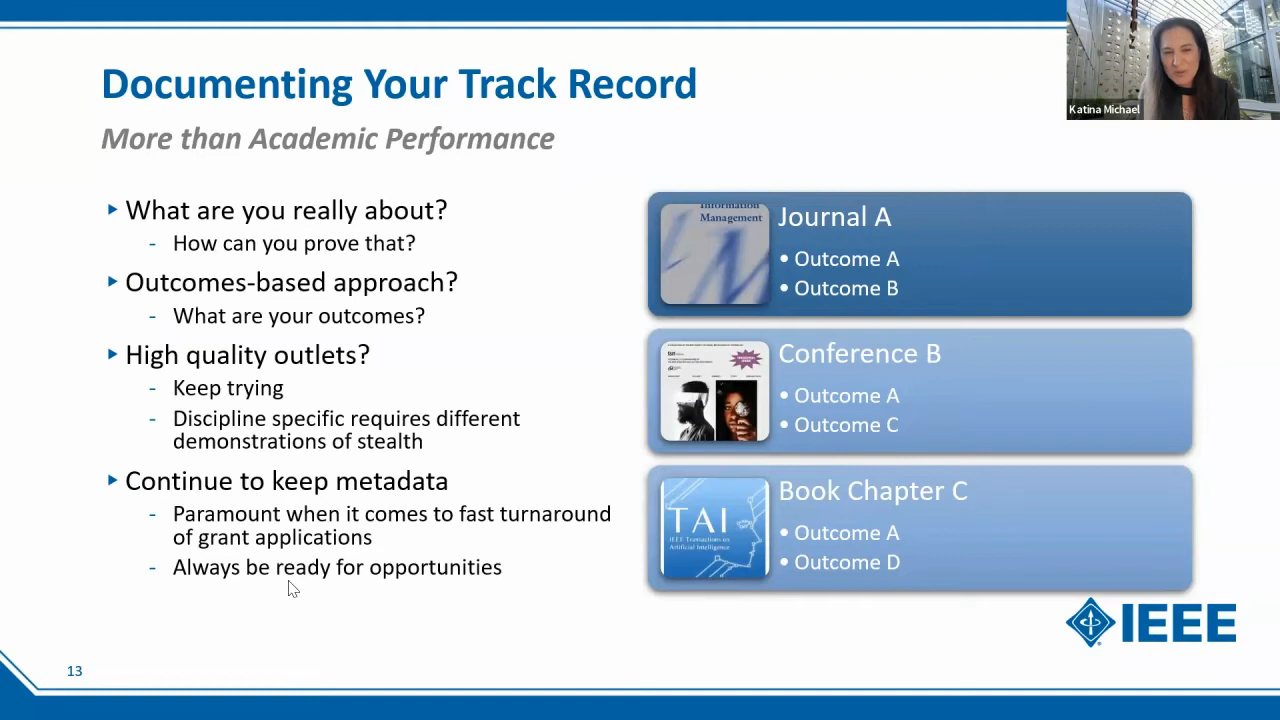 Katina Michael
Documenting Your Track Record
More than Academic Performance
What are you really about?
- How can you prove that?
Outcomes-based approach?
- What are your outcomes?
High quality outlets?
- Keep trying
- Discipline specific requires different
demonstrations of stealth
Continue to keep metadata
- Paramount when it comes to fast turnaround
of grant applications
- Always be ready for opportunities
Information
Management
Journal A
• Outcome A
• Outcome B
Conference B
• Outcome A
• Outcome C
TAI
IEEE Transactions on
Artificial Intelligence
Book Chapter C
• Outcome A
• Outcome D
IEEE
13